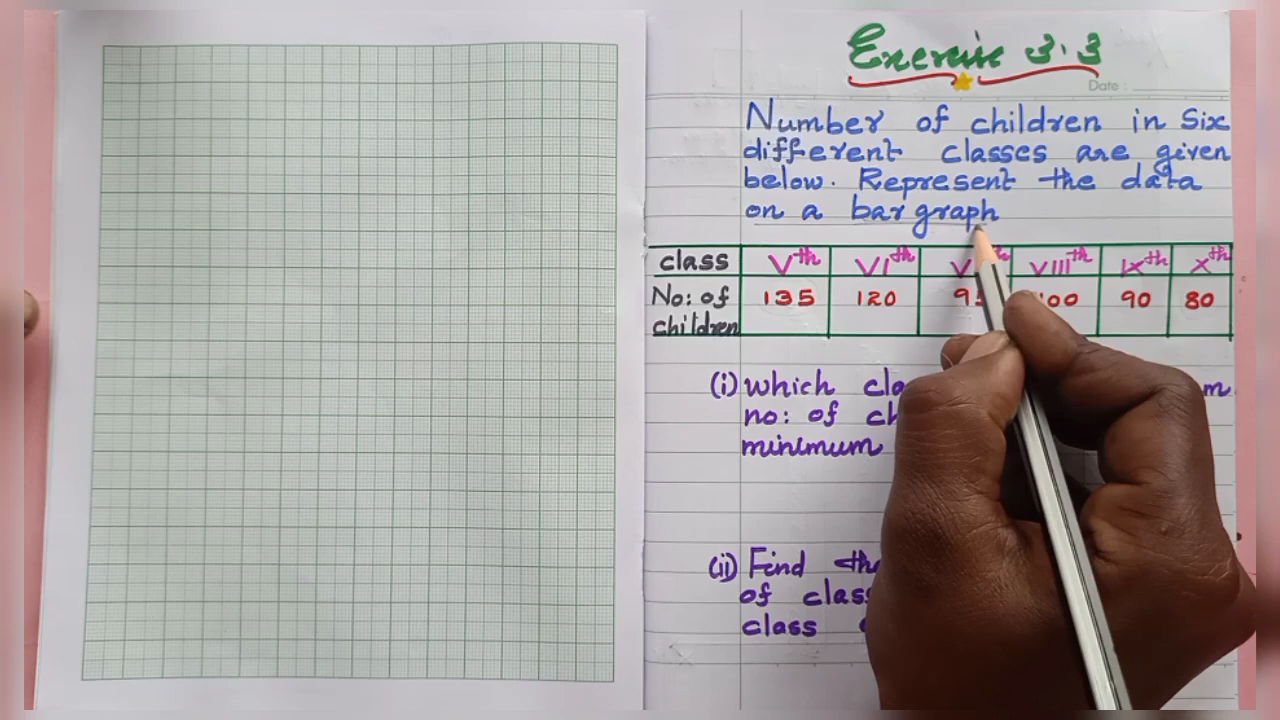 Exercise 3.3
Date:
Number of children in Six
different classes are given
below. Represent the data
on a bar graph
class Vth VIth VIIIth IXth Xth
No: of 135 120 100 90 80
children
(i) which
no: of
minimum
(ii) Find
of
class